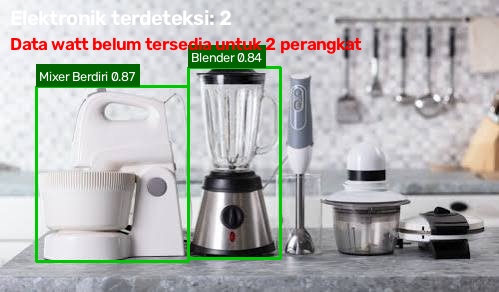 Elektronik terdeteksi: 2
Data watt belum tersedia untuk 2 perangkat
Blender 0.84
Mixer Berdiri 0.87